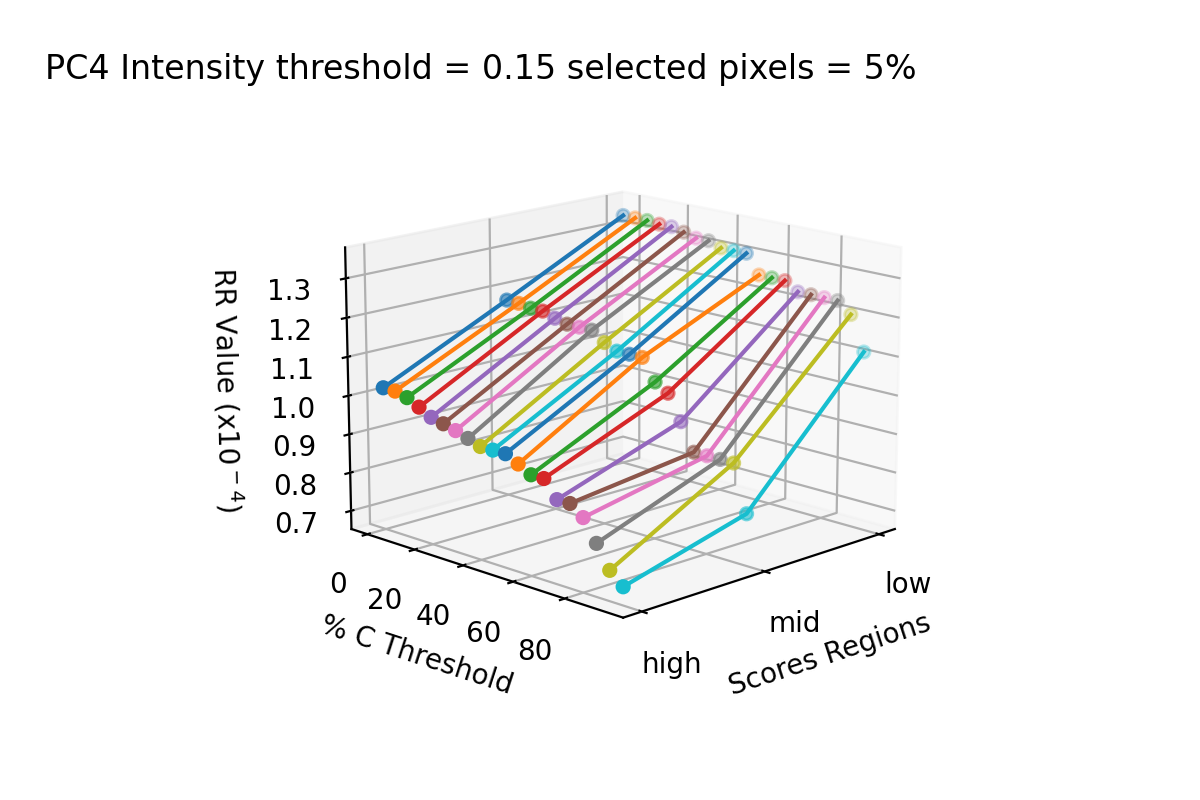 PC4 Intensity threshold = 0.15 selected pixels = 5%
RR Value (x10⁻⁴)
1.3
1.2
1.1
1.0
0.9
0.8
0.7
0
20
40
60
80
% C Threshold
high
mid
low
Scores Regions